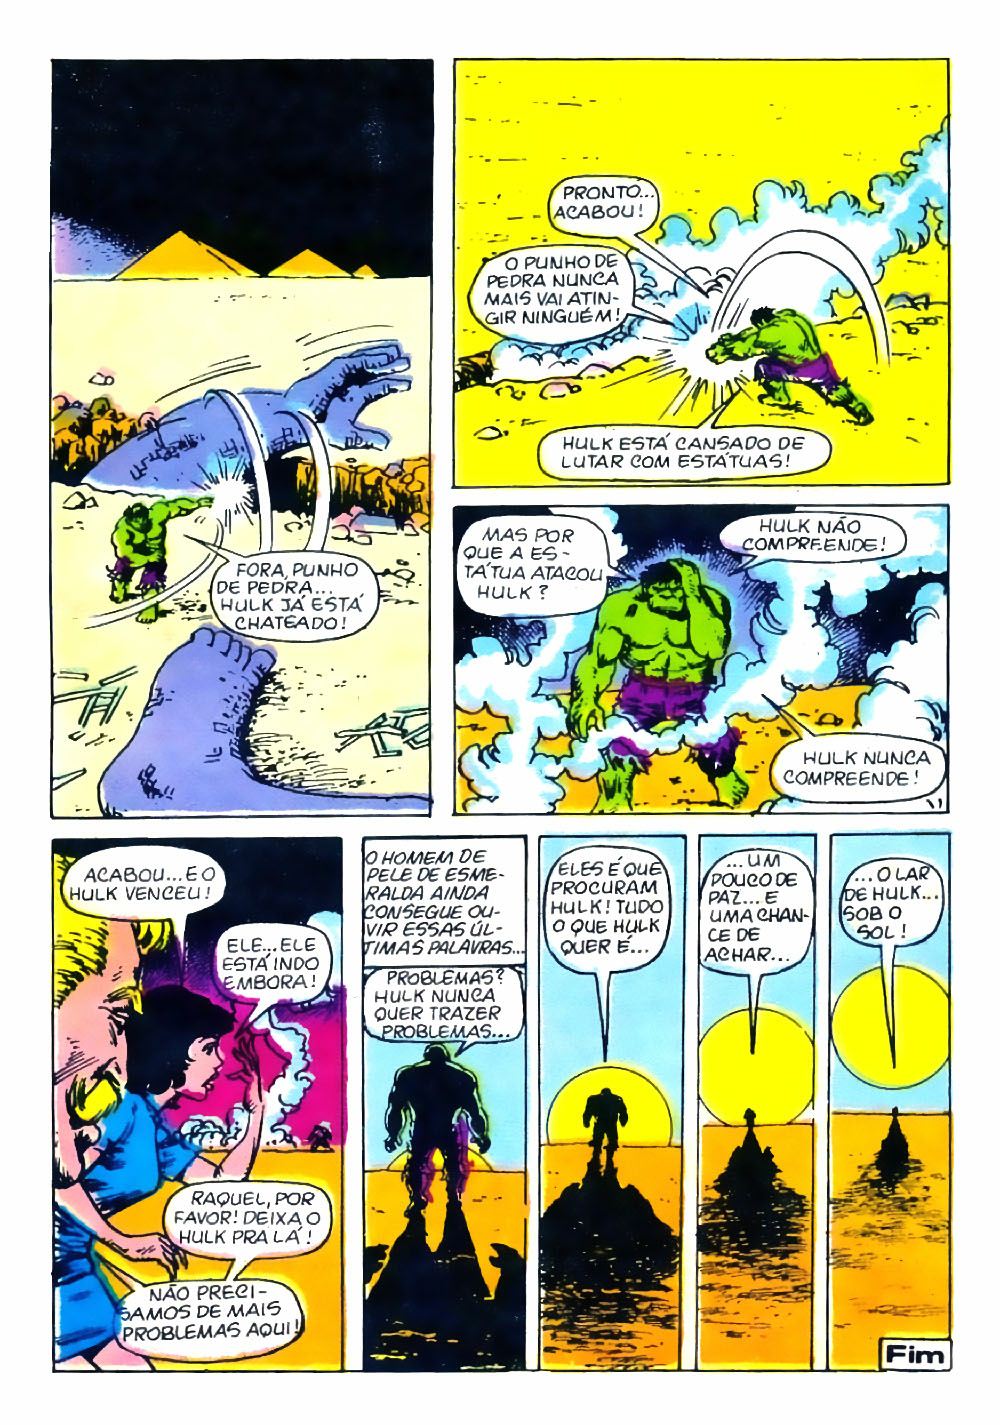 FORA, PUNHO
DE PEDRA...
HULK JÁ ESTÁ
CHATEADO!
PRONTO...
ACABOU!
O PUNHO DE
PEDRA NUNCA
MAIS VAI ATIN-
GIR NINGUÉM!
HULK ESTÁ CANSADO DE
LUTAR COM ESTÁTUAS!
MAS POR
QUE A ES-
TÁTUA ATACOU
HULK?
HULK NÃO
COMPREENDE!
HULK NUNCA
COMPREENDE!
ACABOU... E O
HULK VENCEU!
ELE... ELE
ESTÁ INDO
EMBORA!
RAQUEL, POR
FAVOR! DEIXA O
HULK PRA LÁ!
NÃO PRECI-
SAMOS DE MAIS
PROBLEMAS AQUI!
O HOMEM DE
PELE DE ESME-
RALDA AINDA
CONSEGUE OU-
VIR ESSAS ÚL-
TIMAS PALAVRAS...
PROBLEMAS?
HULK NUNCA
QUER TRAZER
PROBLEMAS...
ELES É QUE
PROCURAM
HULK! TUDO
O QUE HULK
QUER É...
...UM
POUCO DE
PAZ... E
UMA CHAN-
CE DE
ACHAR...
...O LAR
DE HULK...
SOB O
SOL!
Fim